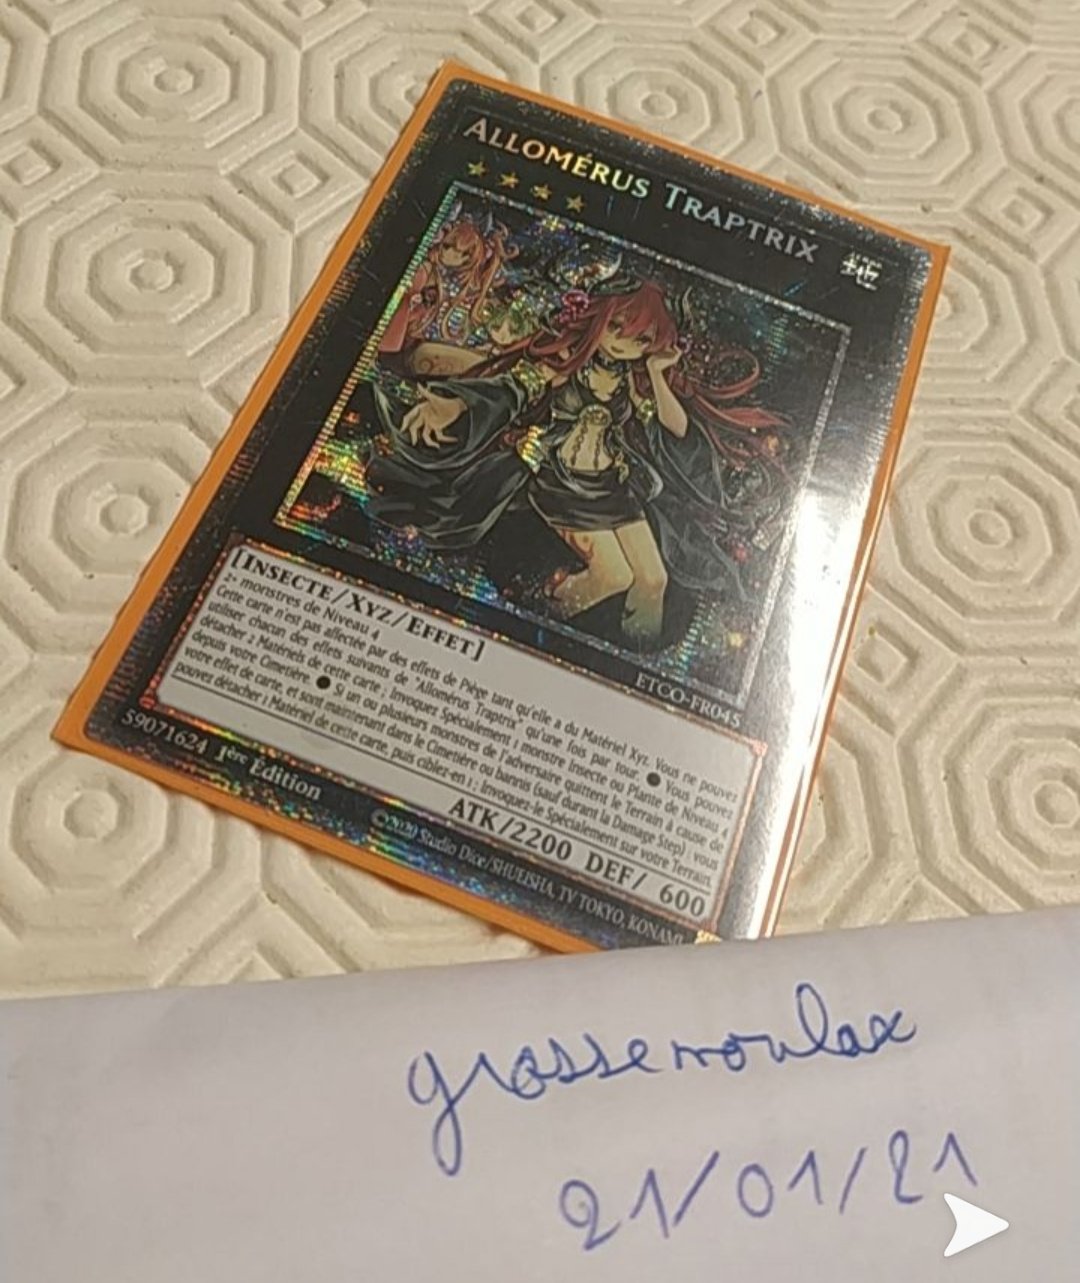 ALLOMÉRUS TRAPTRIX
ETCO-FR045
[INSECTE/XYZ/EFFET]
2+ monstres de Niveau 4
Cette carte n'est pas affectée par des effets de Piège tant qu'elle a du Matériel Xyz. Vous ne pouvez
utiliser chacun des effets suivants de "Allomérus Traptrix" qu'une fois par tour. ● Vous pouvez
détacher 2 Matériels de cette carte ; Invoquez Spécialement 1 monstre Insecte ou Plante de Niveau 4
depuis votre Cimetière. ● Si un ou plusieurs monstres de l'adversaire quittent le Terrain à cause de
votre effet de carte, et sont maintenant dans le Cimetière ou bannis (sauf durant la Damage Step) : vous
pouvez détacher 1 Matériel de cette carte, puis ciblez-en 1 ; Invoquez-le Spécialement sur votre Terrain.
ATK/2200 DEF/ 600
59071624 1ère Édition
©2020 Studio Dice/SHUEISHA, TV TOKYO, KONAMI
grossemoulax
21/01/21